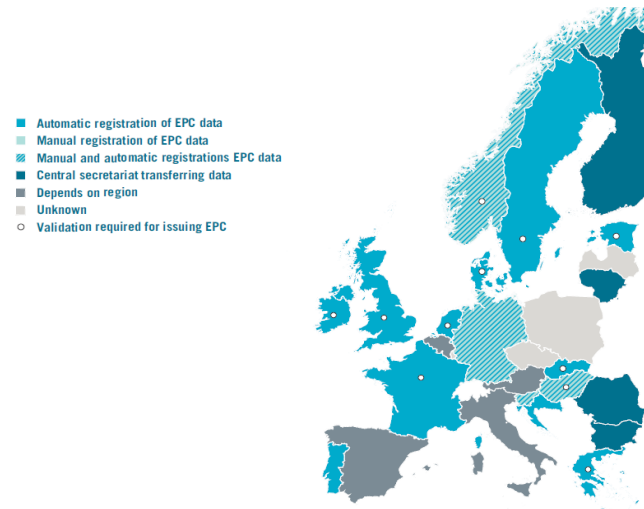 Automatic registration of EPC data
Manual registration of EPC data
Manual and automatic registrations EPC data
Central secretariat transferring data
Depends on region
Unknown
Validation required for issuing EPC